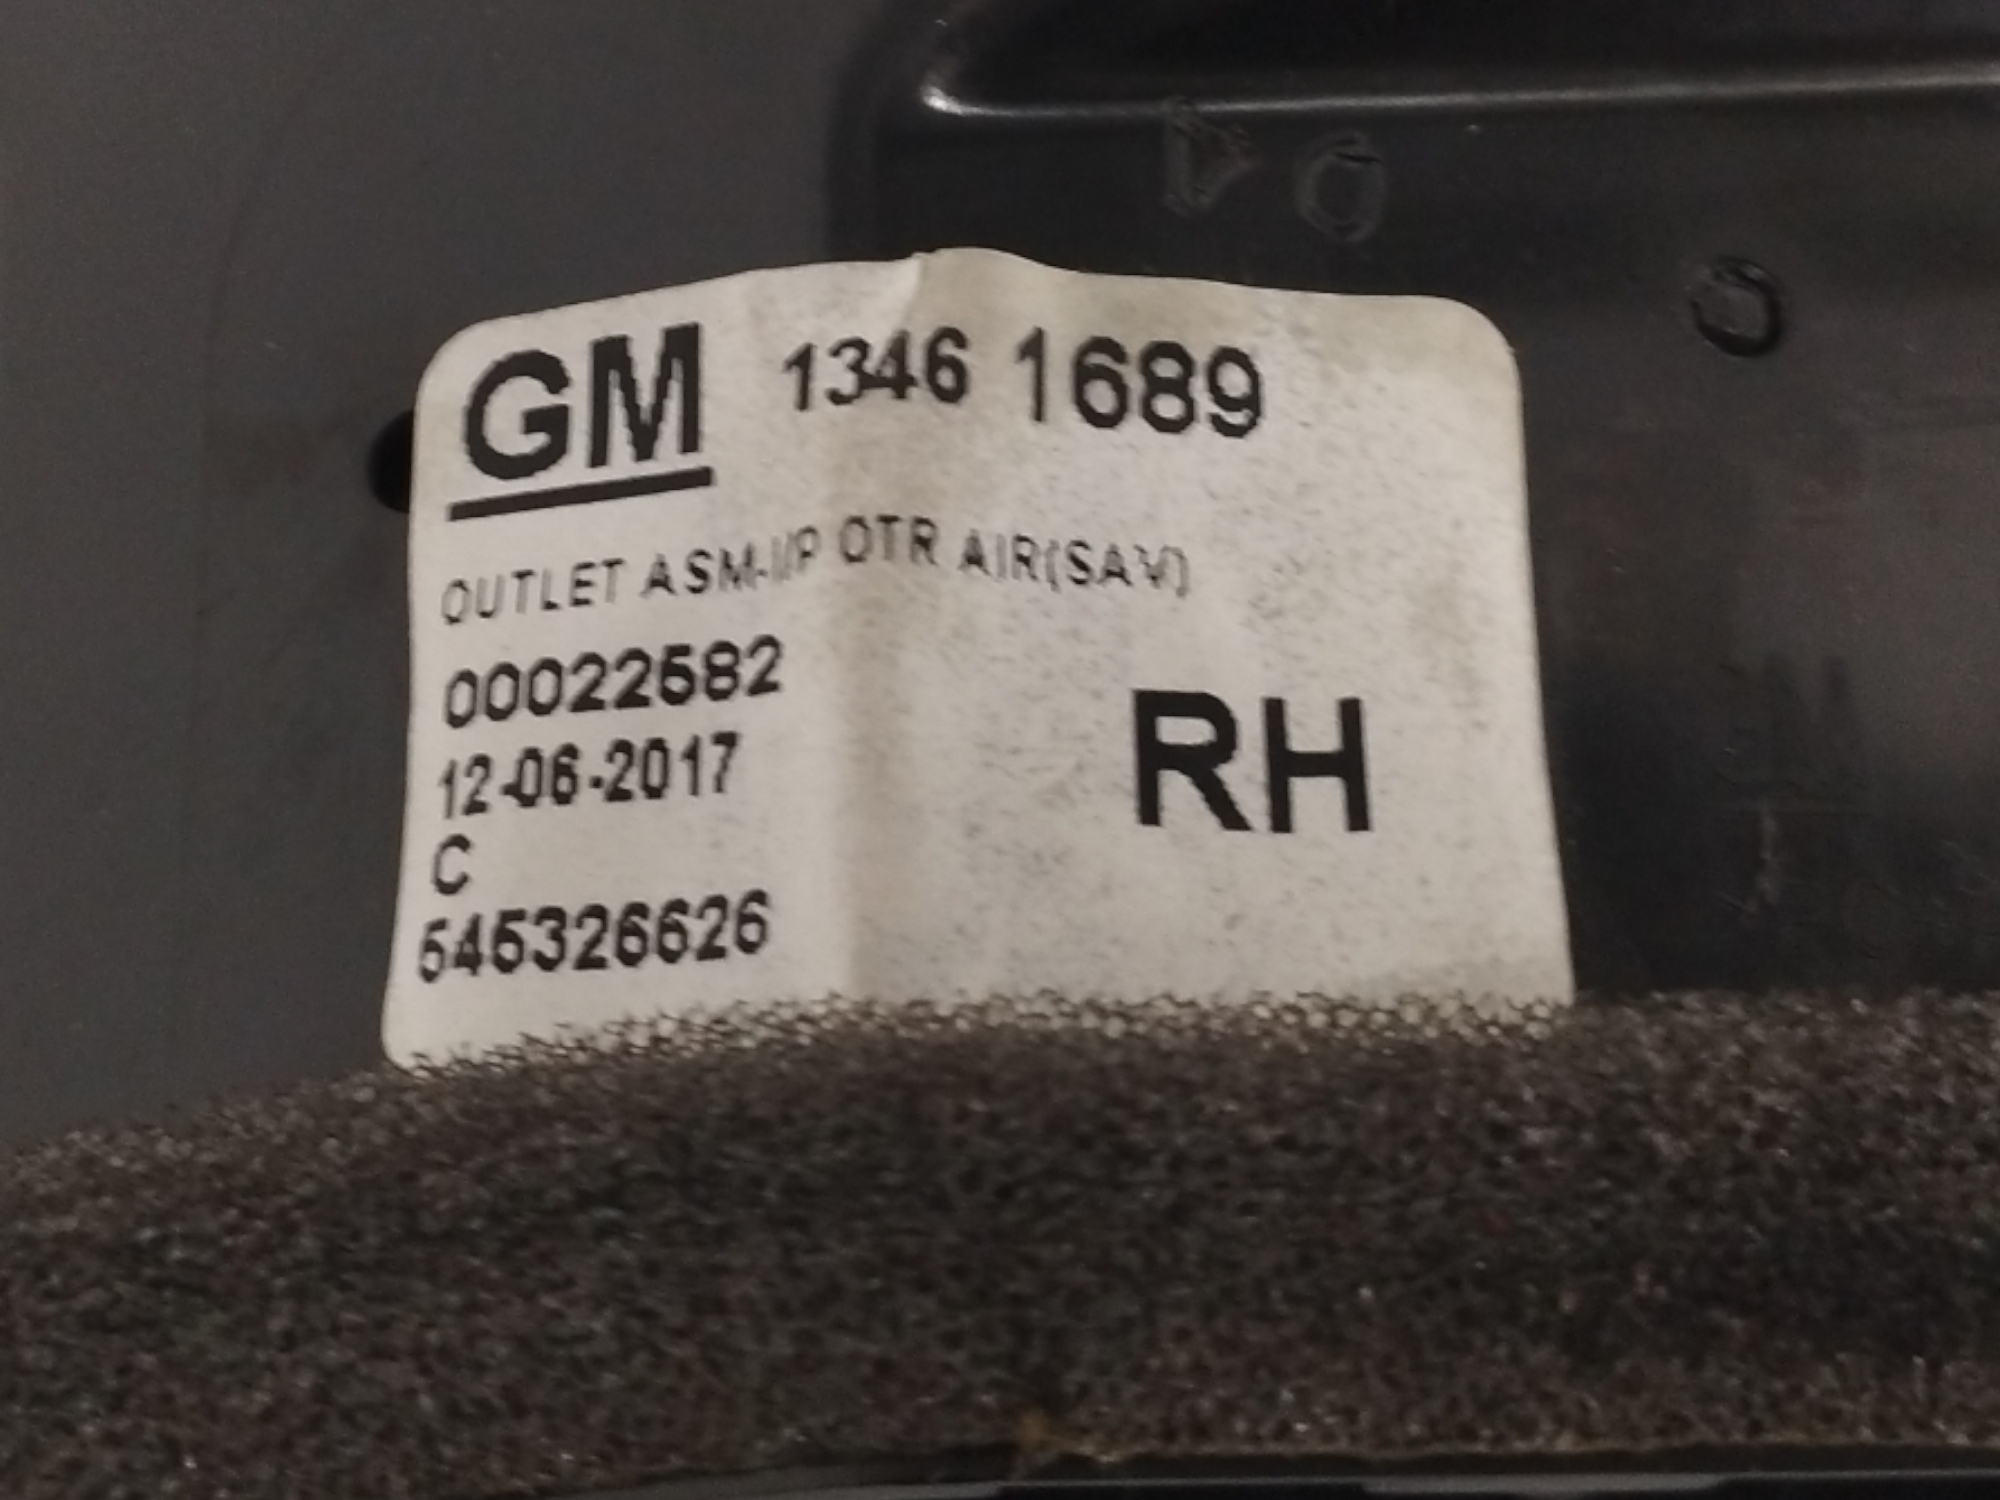 GM 1346 1689
OUTLET ASM-I/P OTR AIR(SAV)
00022582
12-06-2017
C
545326626
RH